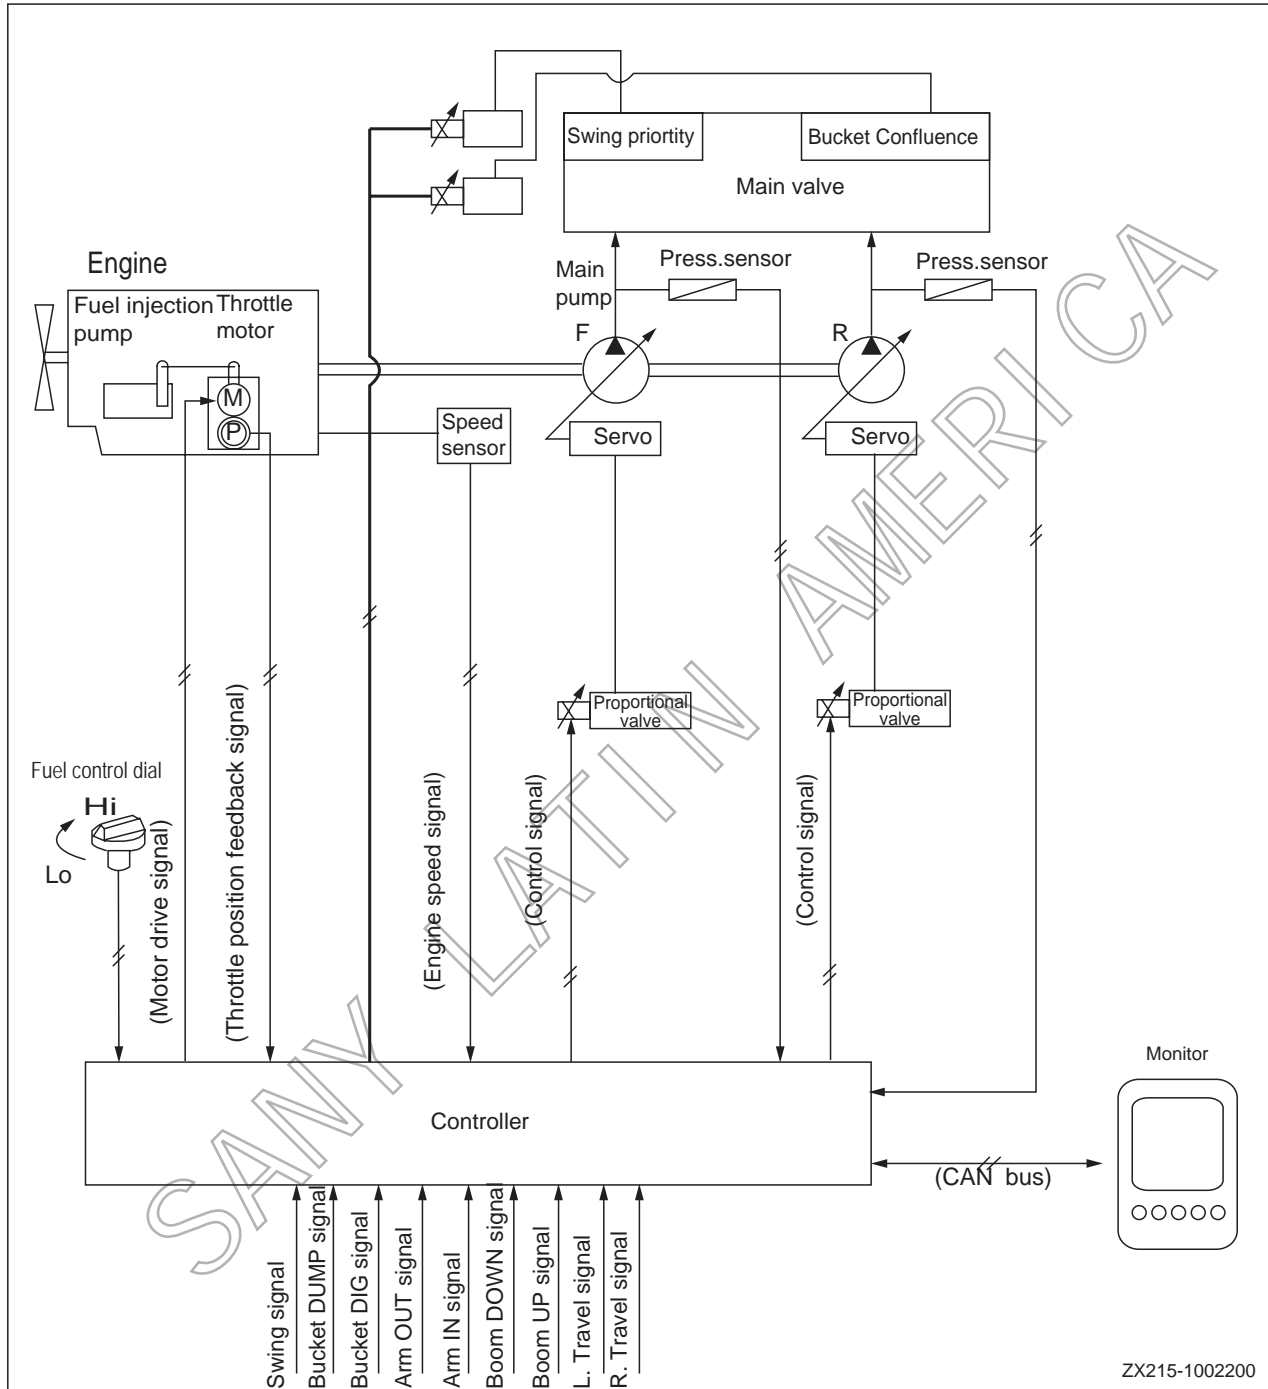 Swing priortity
Bucket Confluence
Main valve
Engine
Fuel injection
pump
Throttle
motor
M
P
Main
pump
F
Press.sensor
R
Press.sensor
Speed
sensor
Servo
Servo
Proportional
valve
Proportional
valve
Fuel control dial
Hi
Lo
(Motor drive signal)
(Throttle position feedback signal)
(Engine speed signal)
(Control signal)
(Control signal)
Controller
Monitor
(CAN bus)
Swing signal
Bucket DUMP signal
Bucket DIG signal
Arm OUT signal
Arm IN signal
Boom DOWN signal
Boom UP signal
L. Travel signal
R. Travel signal
SANY LATIN AMERICA
ZX215-1002200